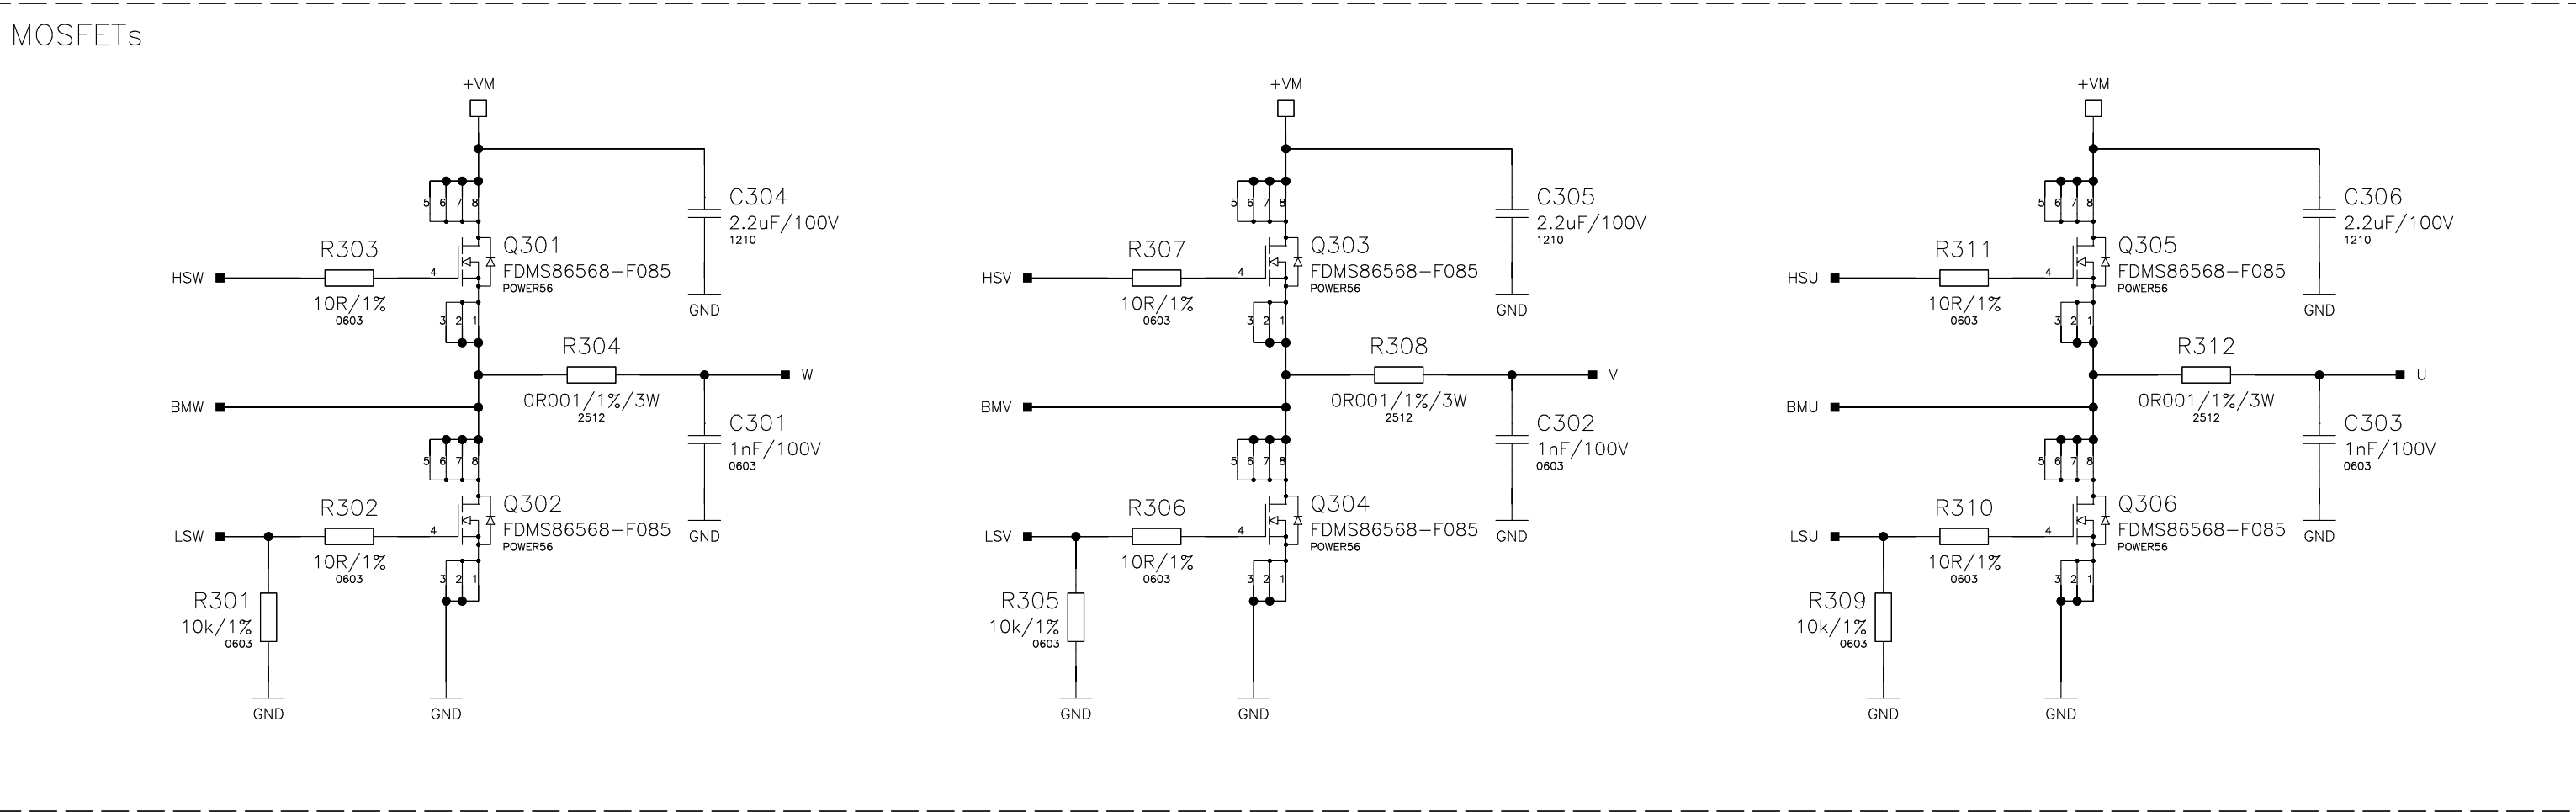 MOSFETs
+VM
5 6 7 8
C304
2.2uF/100V
1210
R303
Q301
FDMS86568-F085
POWER56
HSW
4
10R/1%
0603
GND
3 2 1
R304
W
BMW
0R001/1%/3W
2512
C301
1nF/100V
0603
5 6 7 8
R302
Q302
FDMS86568-F085
POWER56
LSW
4
10R/1%
0603
GND
3 2 1
R301
10k/1%
0603
GND
GND
+VM
5 6 7 8
C305
2.2uF/100V
1210
R307
Q303
FDMS86568-F085
POWER56
HSV
4
10R/1%
0603
GND
3 2 1
R308
V
BMV
0R001/1%/3W
2512
C302
1nF/100V
0603
5 6 7 8
R306
Q304
FDMS86568-F085
POWER56
LSV
4
10R/1%
0603
GND
3 2 1
R305
10k/1%
0603
GND
GND
+VM
5 6 7 8
C306
2.2uF/100V
1210
R311
Q305
FDMS86568-F085
POWER56
HSU
4
10R/1%
0603
GND
3 2 1
R312
U
BMU
0R001/1%/3W
2512
C303
1nF/100V
0603
5 6 7 8
R310
Q306
FDMS86568-F085
POWER56
LSU
4
10R/1%
0603
GND
3 2 1
R309
10k/1%
0603
GND
GND